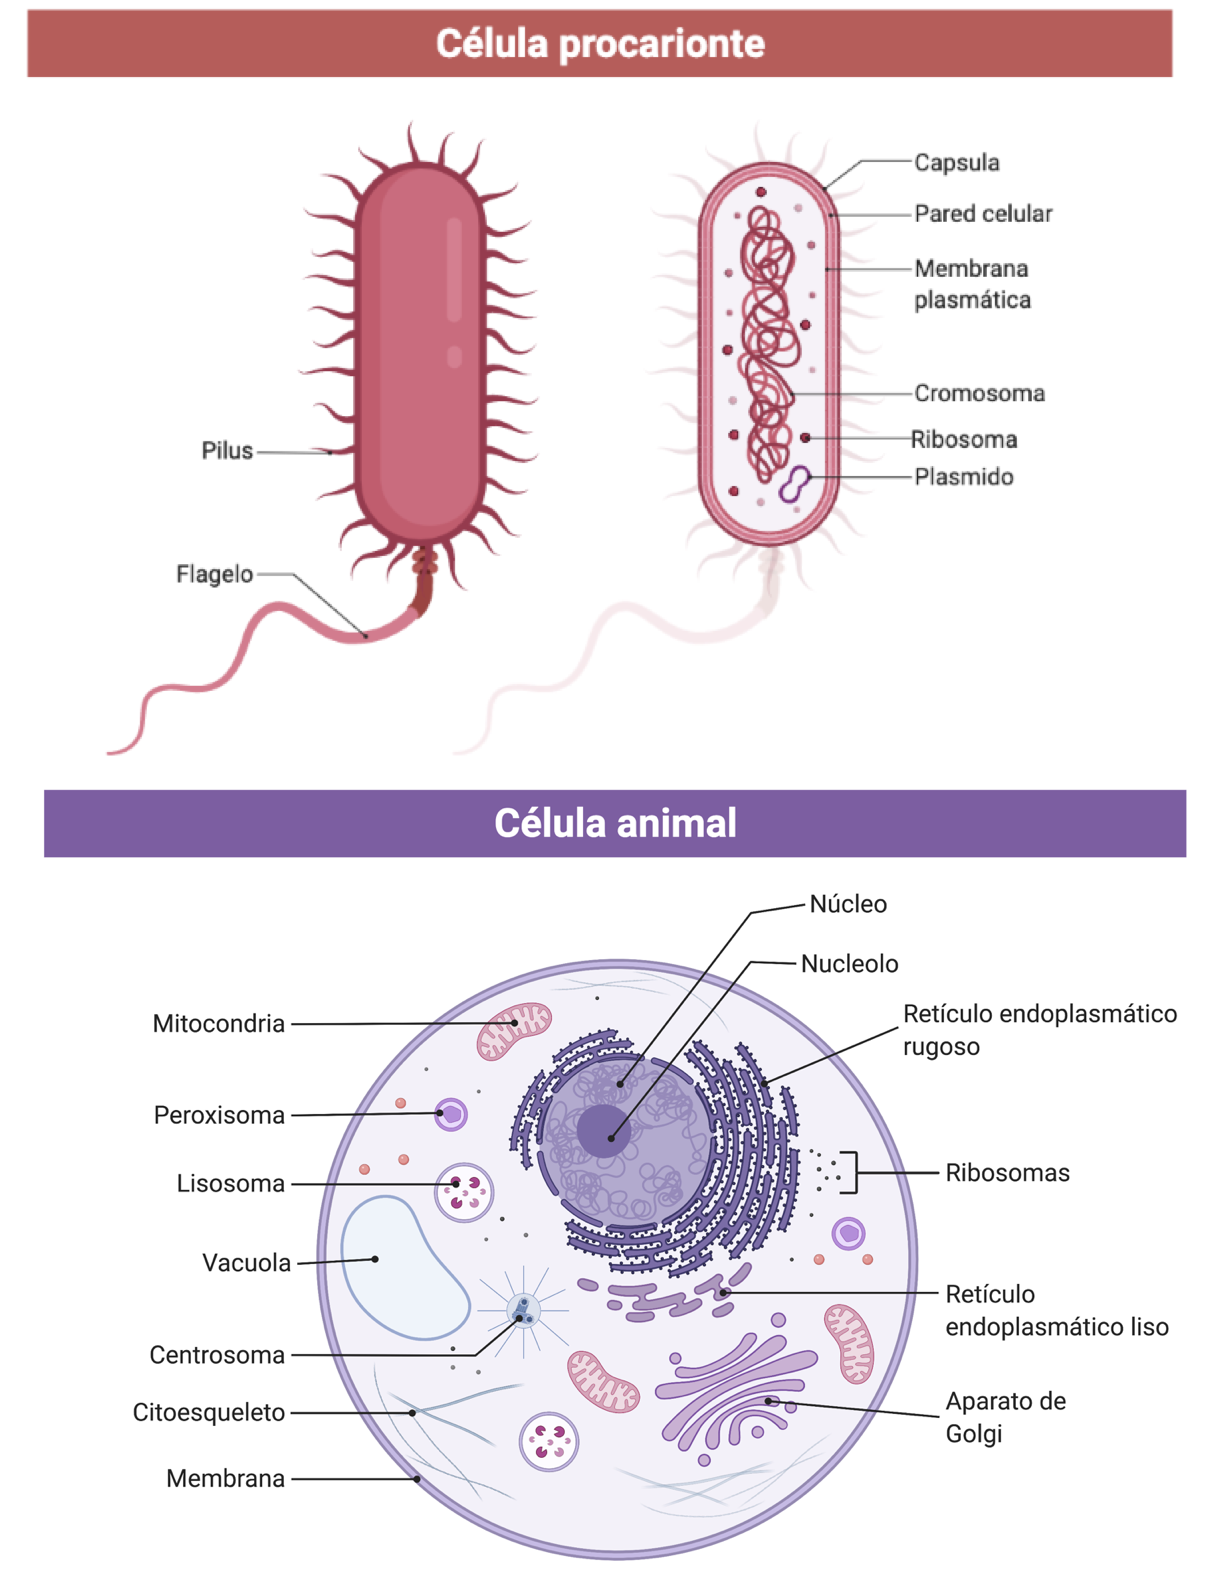 Célula procarionte
Capsula
Pared celular
Membrana
plasmática
Cromosoma
Ribosoma
Plasmido
Pilus
Flagelo
Célula animal
Núcleo
Nucleolo
Retículo endoplasmático
rugoso
Mitocondria
Peroxisoma
Lisosoma
Ribosomas
Vacuola
Retículo
endoplasmático liso
Centrosoma
Citoesqueleto
Aparato de
Golgi
Membrana